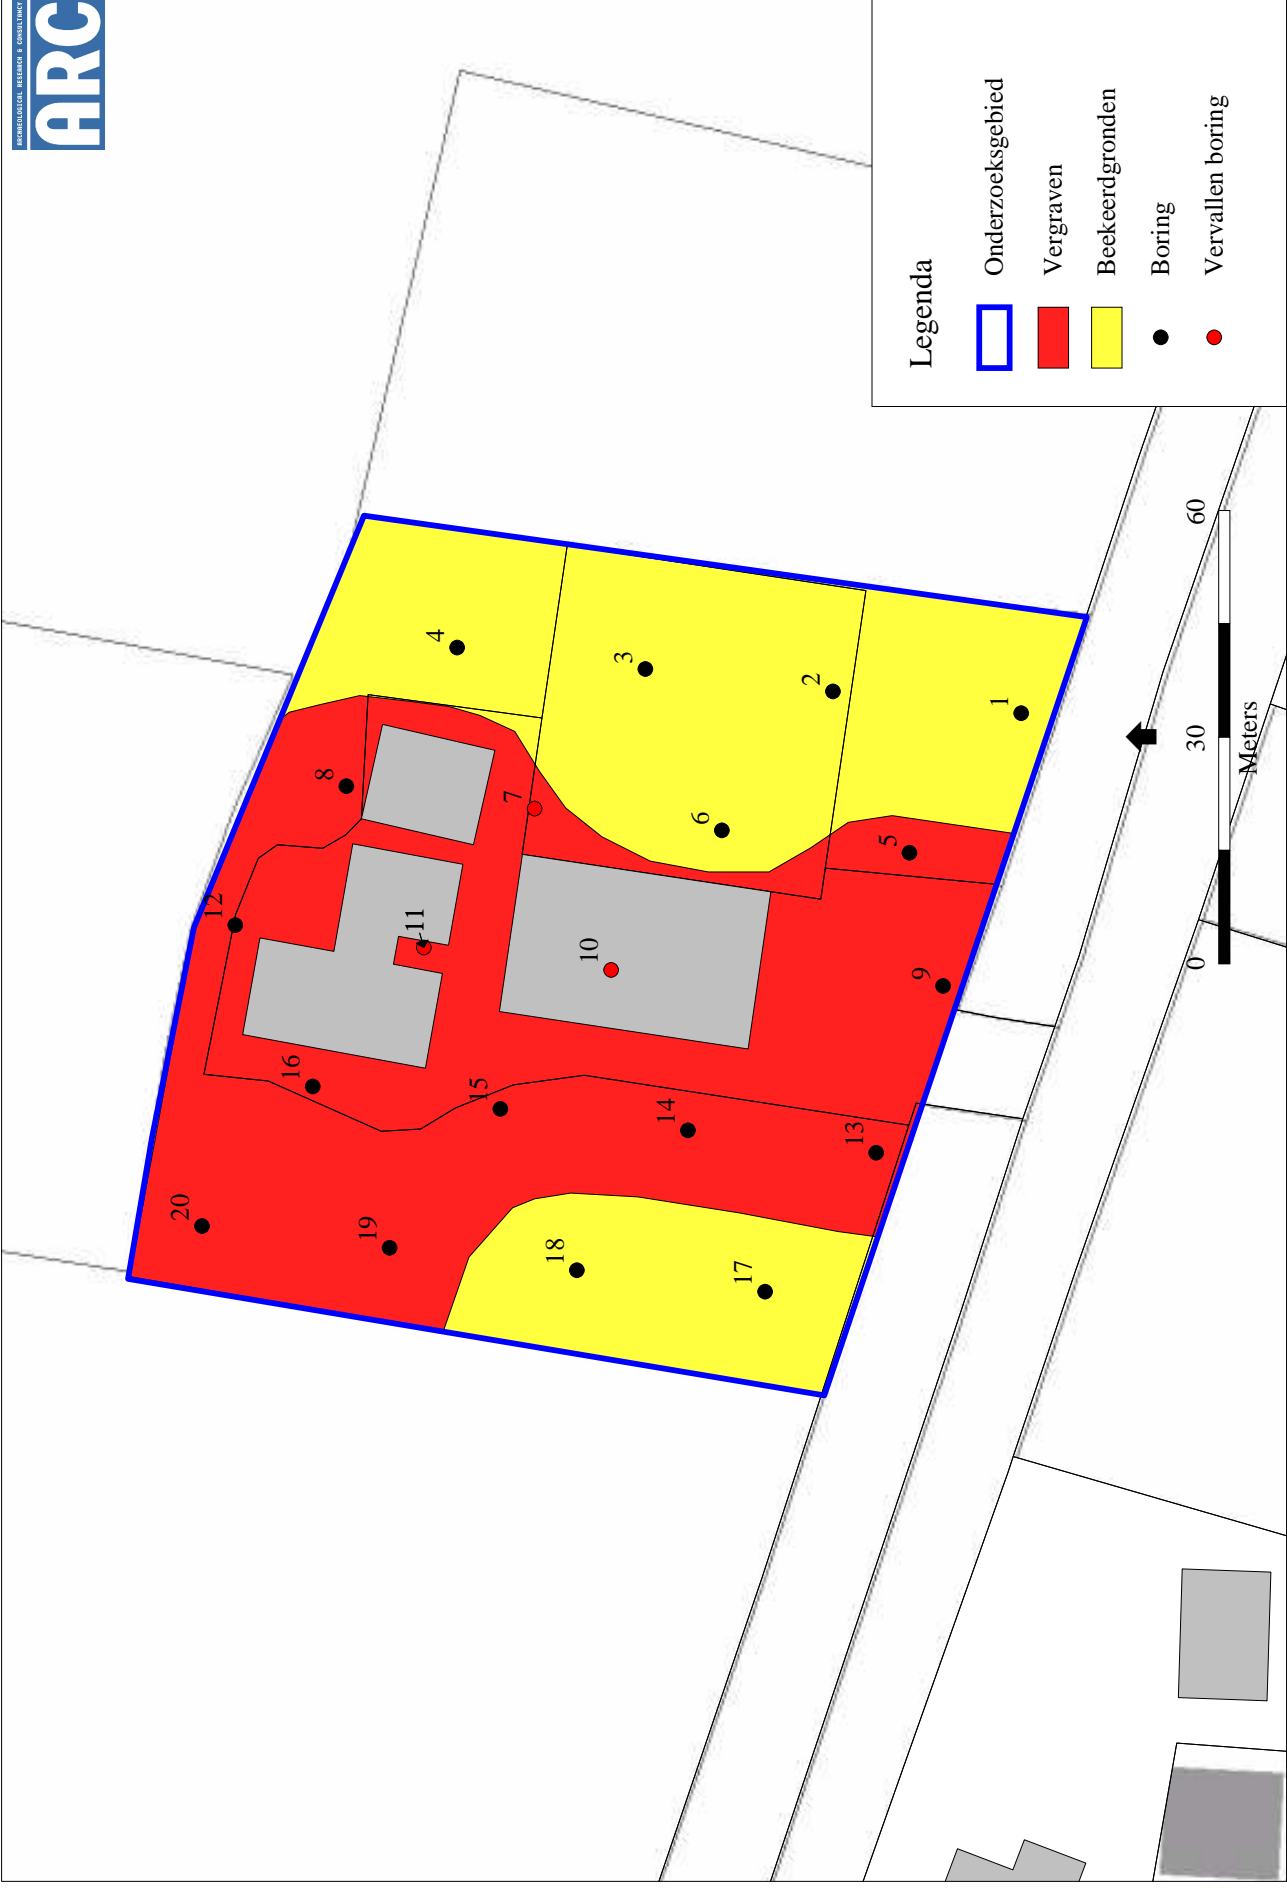 ARCHAEOLOGICAL RESEARCH & CONSULTANCY
ARC
20
19
18
17
16
15
14
13
12
11
10
9
8
7
6
5
4
3
2
1
Legenda
Onderzoeksgebied
Vergraven
Beekeerdgronden
Boring
Vervallen boring
0 30 60
Meters